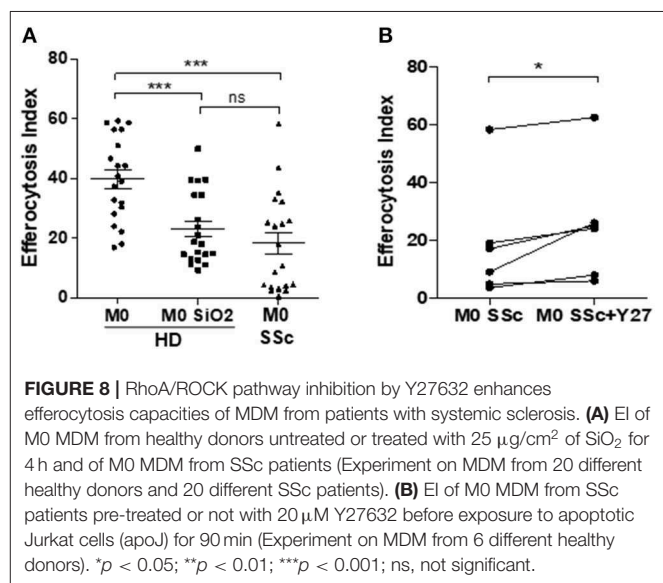 A
B
80
60
40
20
0
Efferocytosis Index
***
***
ns
M0 M0 SiO2 M0
HD SSc
80
60
40
20
0
Efferocytosis Index
*
M0 SSc M0 SSc+Y27
FIGURE 8 | RhoA/ROCK pathway inhibition by Y27632 enhances
efferocytosis capacities of MDM from patients with systemic sclerosis. (A) EI of
M0 MDM from healthy donors untreated or treated with 25 μg/cm² of SiO₂ for
4 h and of M0 MDM from SSc patients (Experiment on MDM from 20 different
healthy donors and 20 different SSc patients). (B) EI of M0 MDM from SSc
patients pre-treated or not with 20 μM Y27632 before exposure to apoptotic
Jurkat cells (apoJ) for 90 min (Experiment on MDM from 6 different healthy
donors). *p < 0.05; **p < 0.01; ***p < 0.001; ns, not significant.